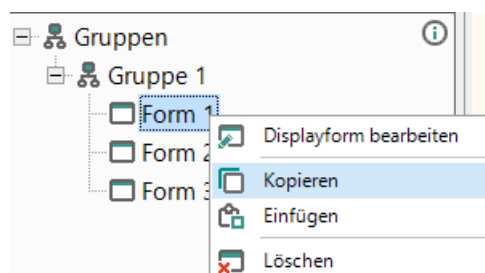 Gruppen
Gruppe 1
Form 1
Displayform bearbeiten
Form 2
Kopieren
Form 3
Einfügen
Löschen